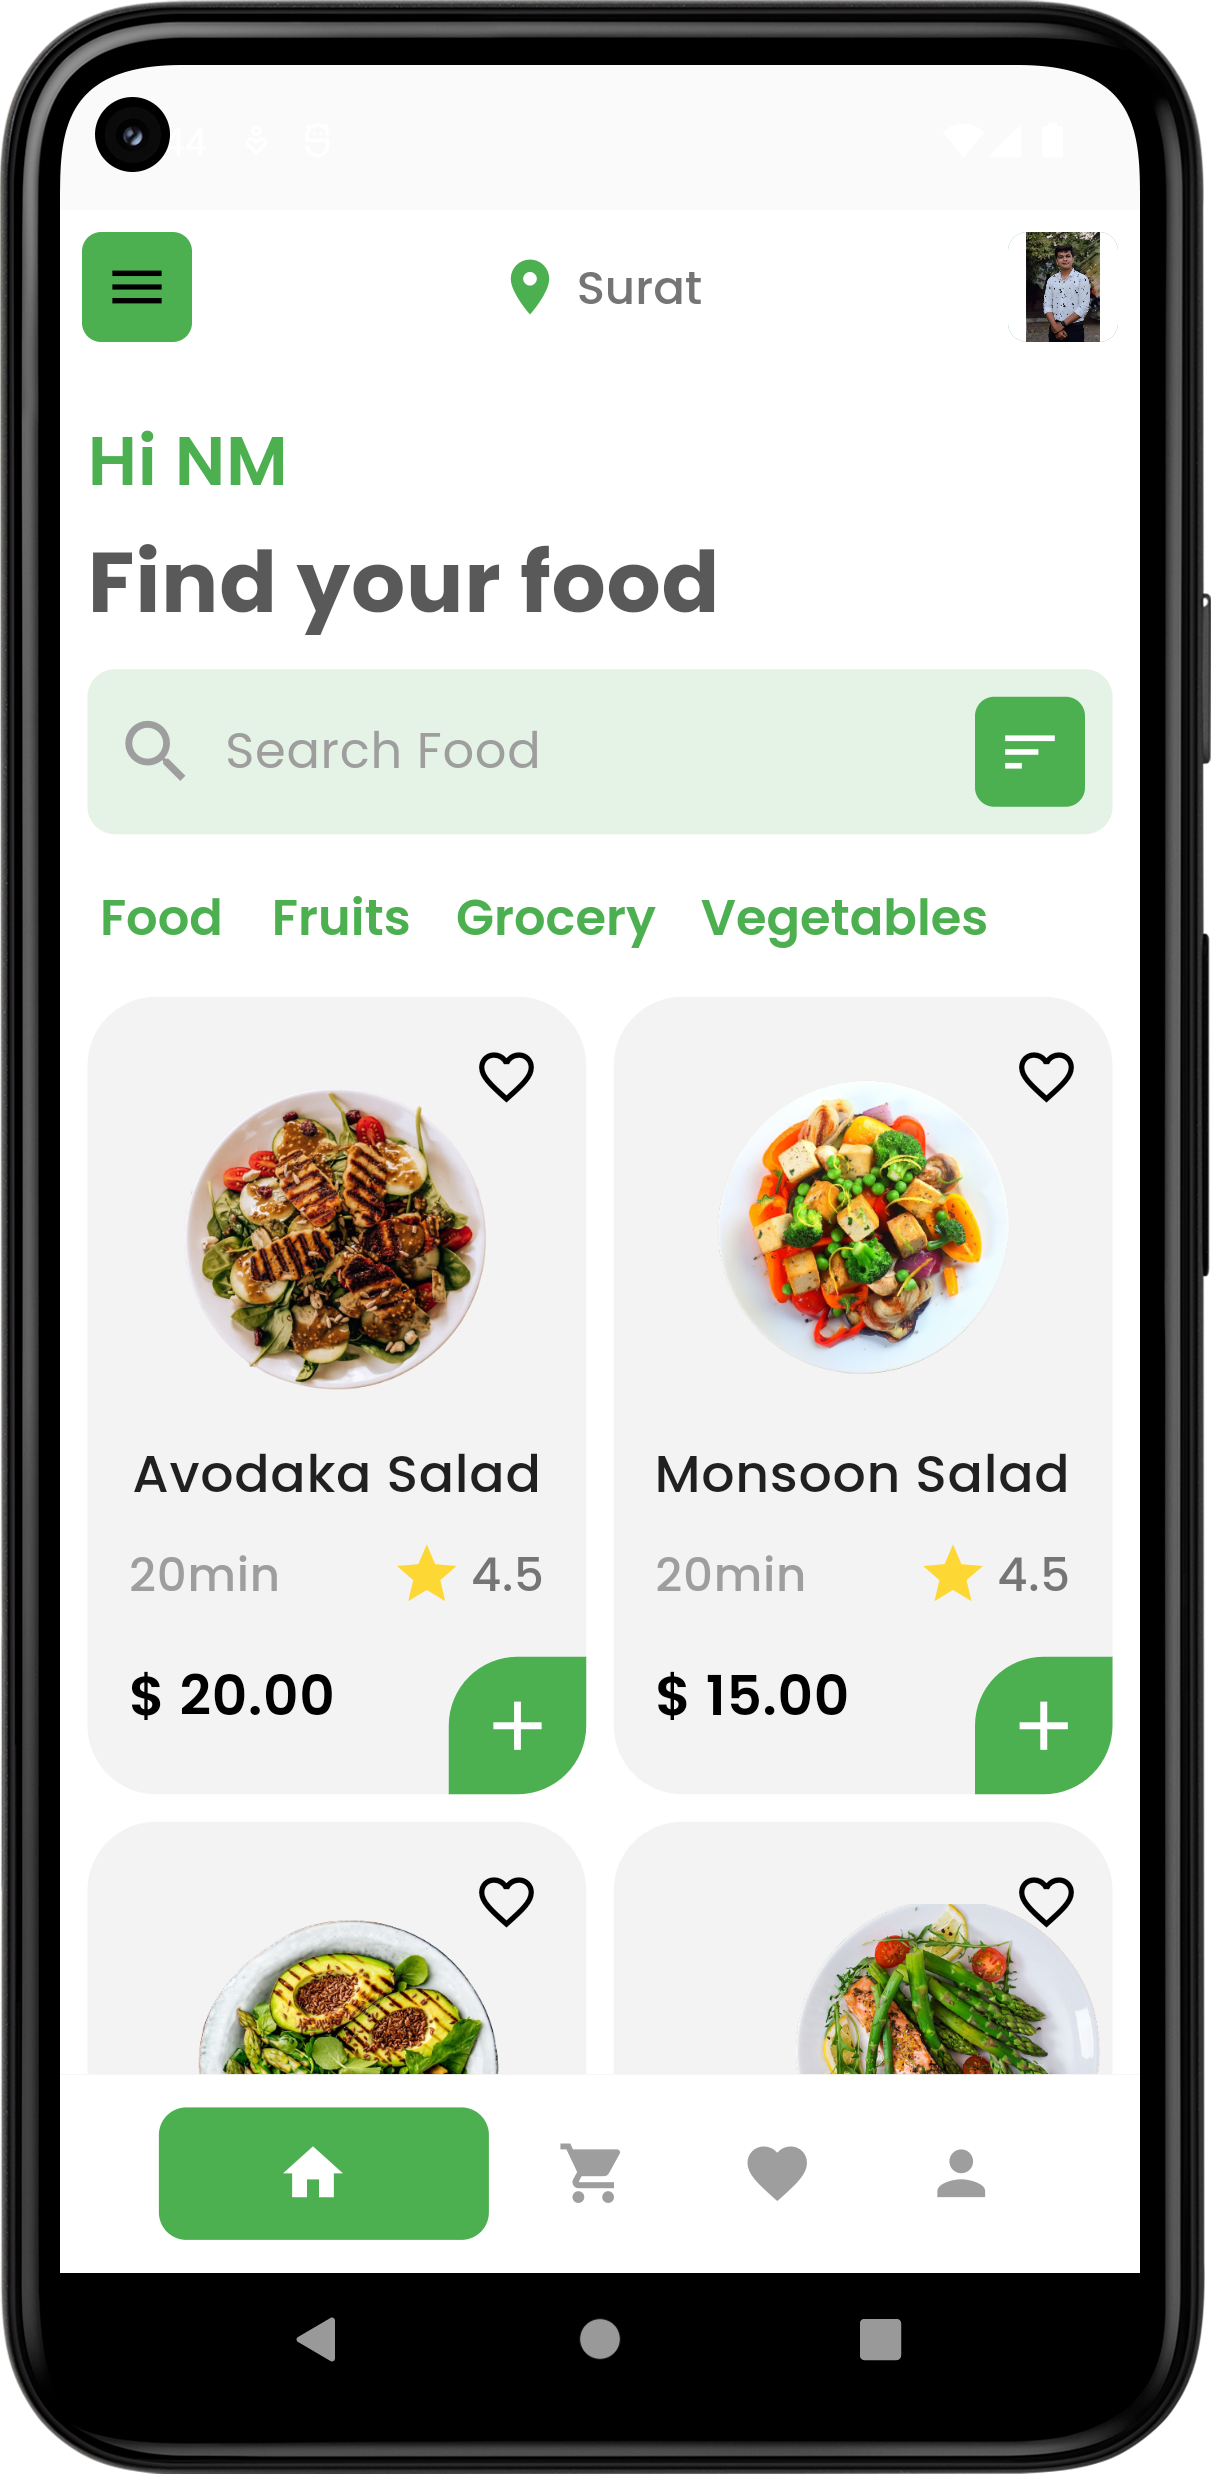 Surat
Hi NM
Find your food
Search Food
Food Fruits Grocery Vegetables
Avodaka Salad
20min 4.5
$ 20.00
Monsoon Salad
20min 4.5
$ 15.00